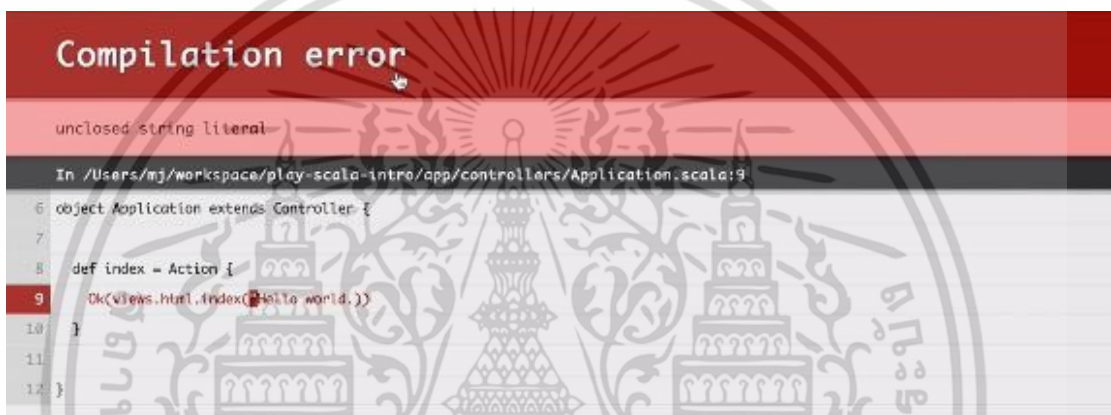 Compilation error
unclosed string literal
In /Users/mj/workspace/play-scala-intro/app/controllers/Application.scala:9
6 object Application extends Controller {
7
8 def index = Action {
9 Ok(views.html.index("Hello world.))
10 }
11
12 }